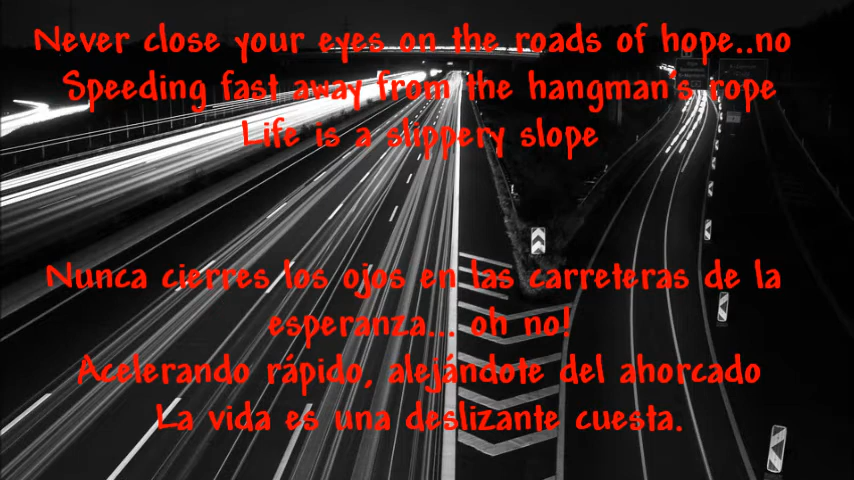 Never close your eyes on the roads of hope..no
Speeding fast away from the hangman's rope
Life is a slippery slope
Nunca cierres los ojos en las carreteras de la
esperanza... oh no!
Acelerando rápido, alejándote del ahorcado
La vida es una deslizante cuesta.